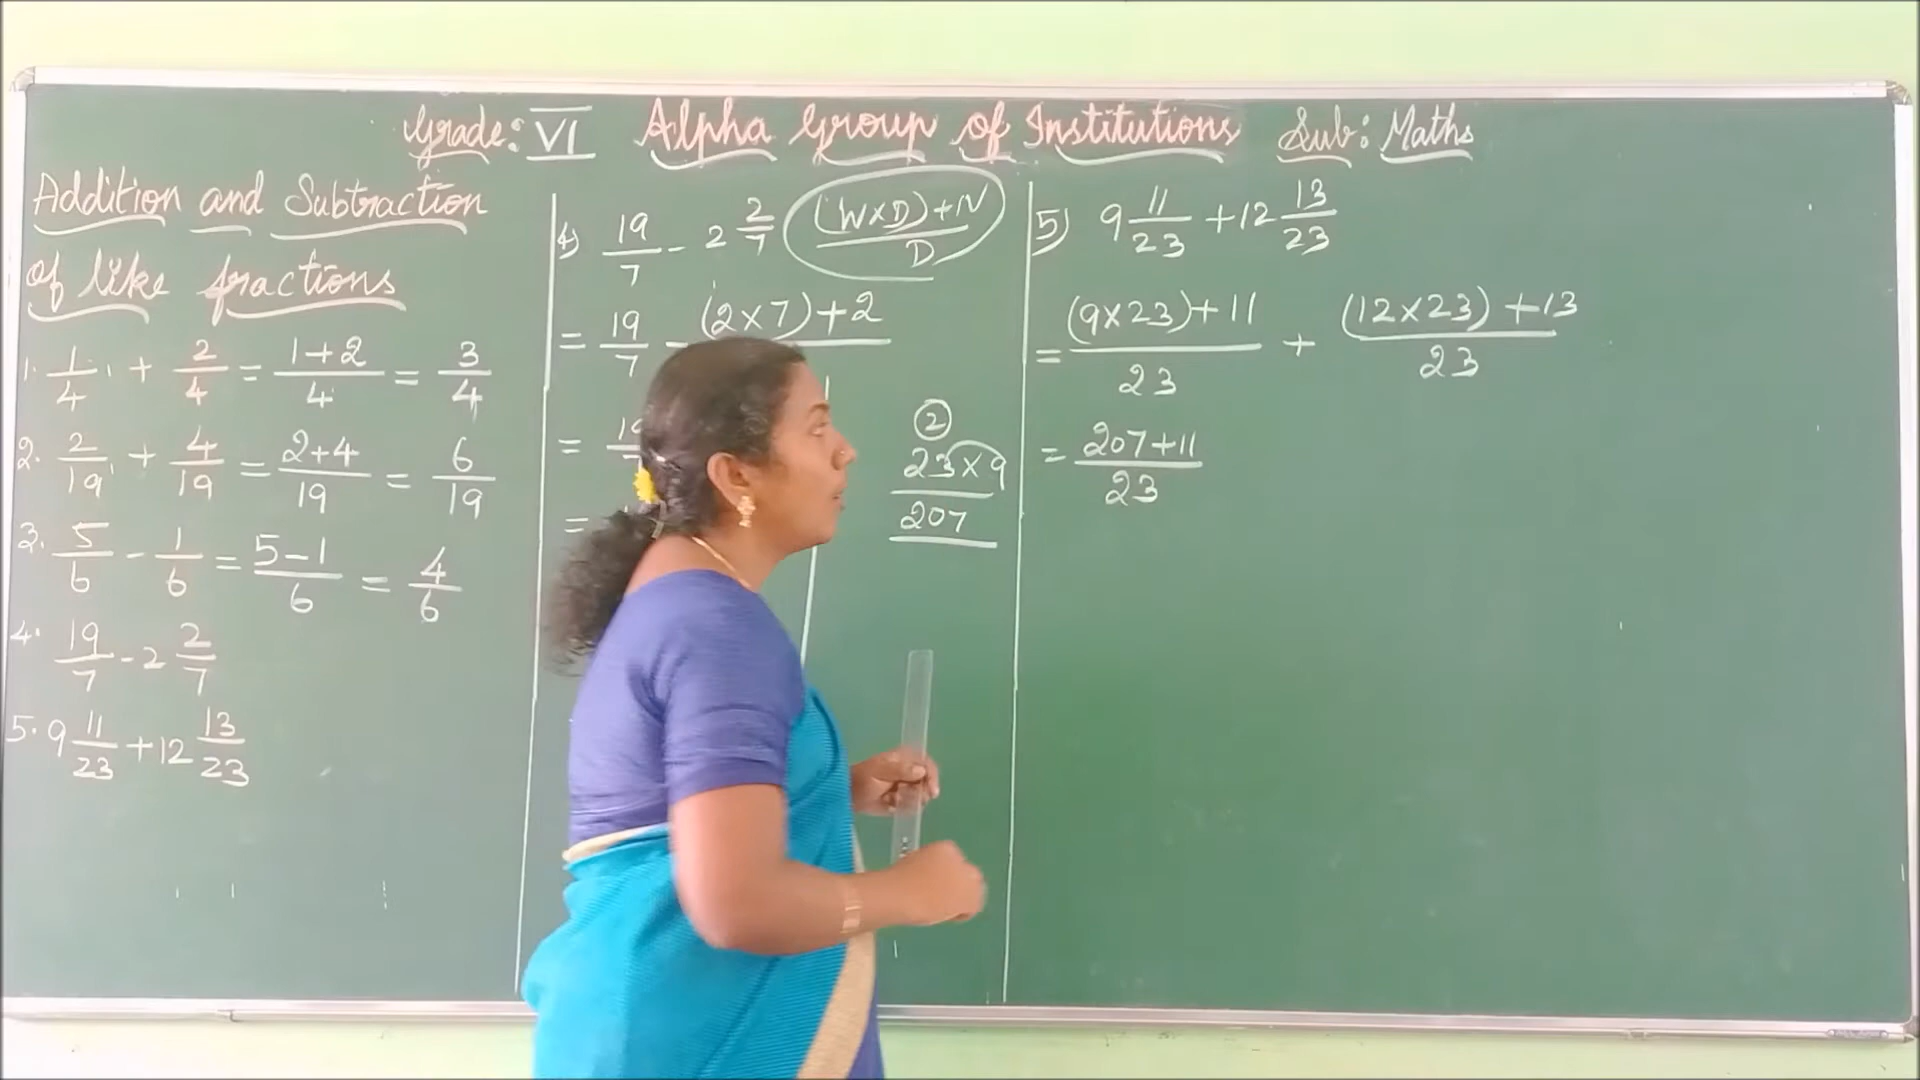 Grade: VI Alpha Group of Institutions Sub: Maths
Addition and Subtraction
of like fractions
1. 1/4 + 2/4 = 1+2/4 = 3/4
2. 2/19 + 4/19 = 2+4/19 = 6/19
3. 5/6 - 1/6 = 5-1/6 = 4/6
4. 19/7 - 2 2/7
5. 9 11/23 + 12 13/23
4) 19/7 - 2 2/7 (W×D)+N/D
= 19/7 - (2×7)+2
=
=
2
23×9
207
5) 9 11/23 + 12 13/23
= (9×23)+11/23 + (12×23)+13/23
= 207+11/23